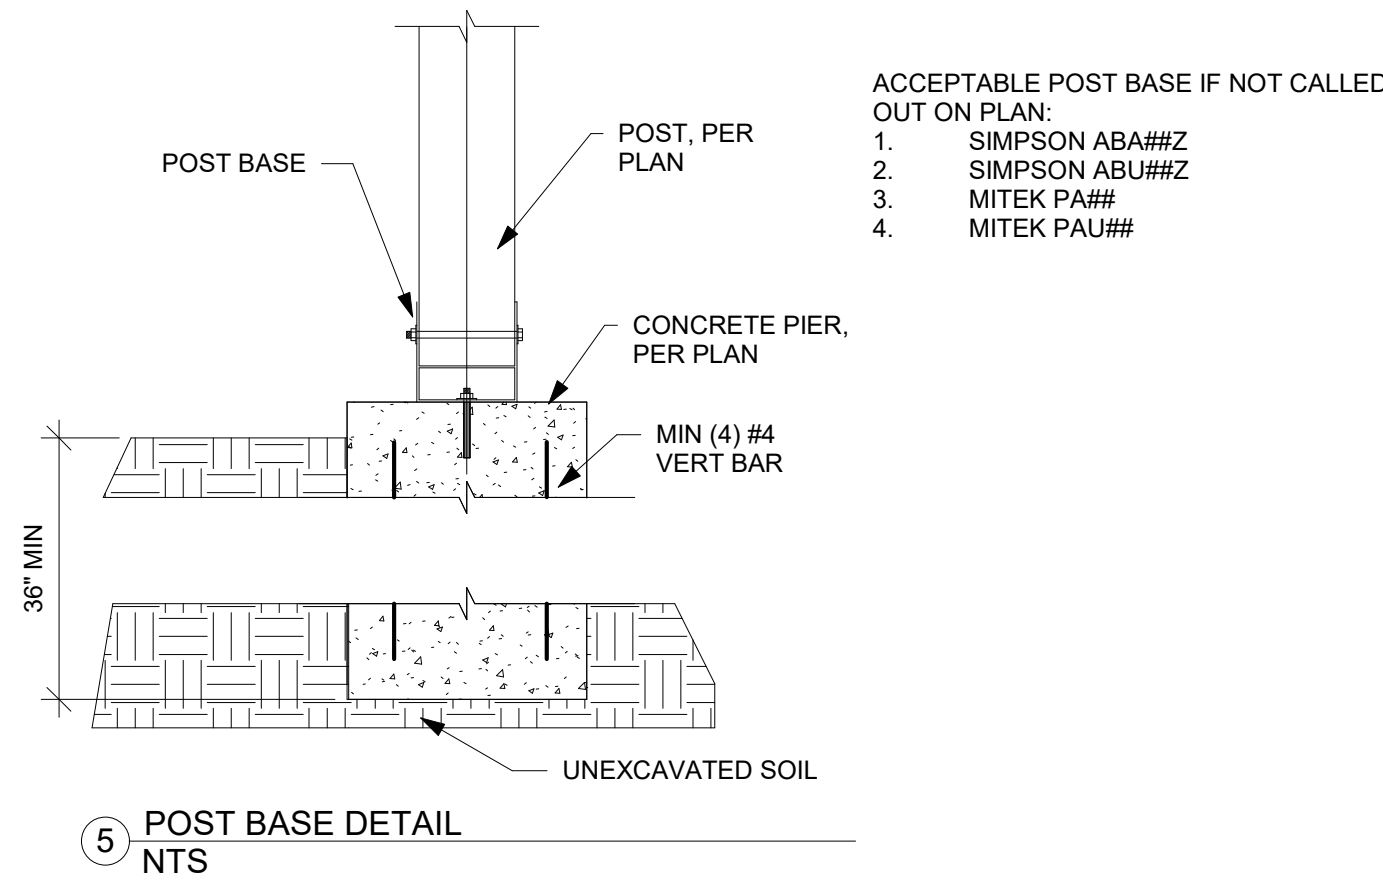 ACCEPTABLE POST BASE IF NOT CALLED
OUT ON PLAN:
1. SIMPSON ABA##Z
2. SIMPSON ABU##Z
3. MITEK PA##
4. MITEK PAU##
POST BASE
POST, PER
PLAN
CONCRETE PIER,
PER PLAN
MIN (4) #4
VERT BAR
36" MIN
UNEXCAVATED SOIL
5 POST BASE DETAIL
NTS